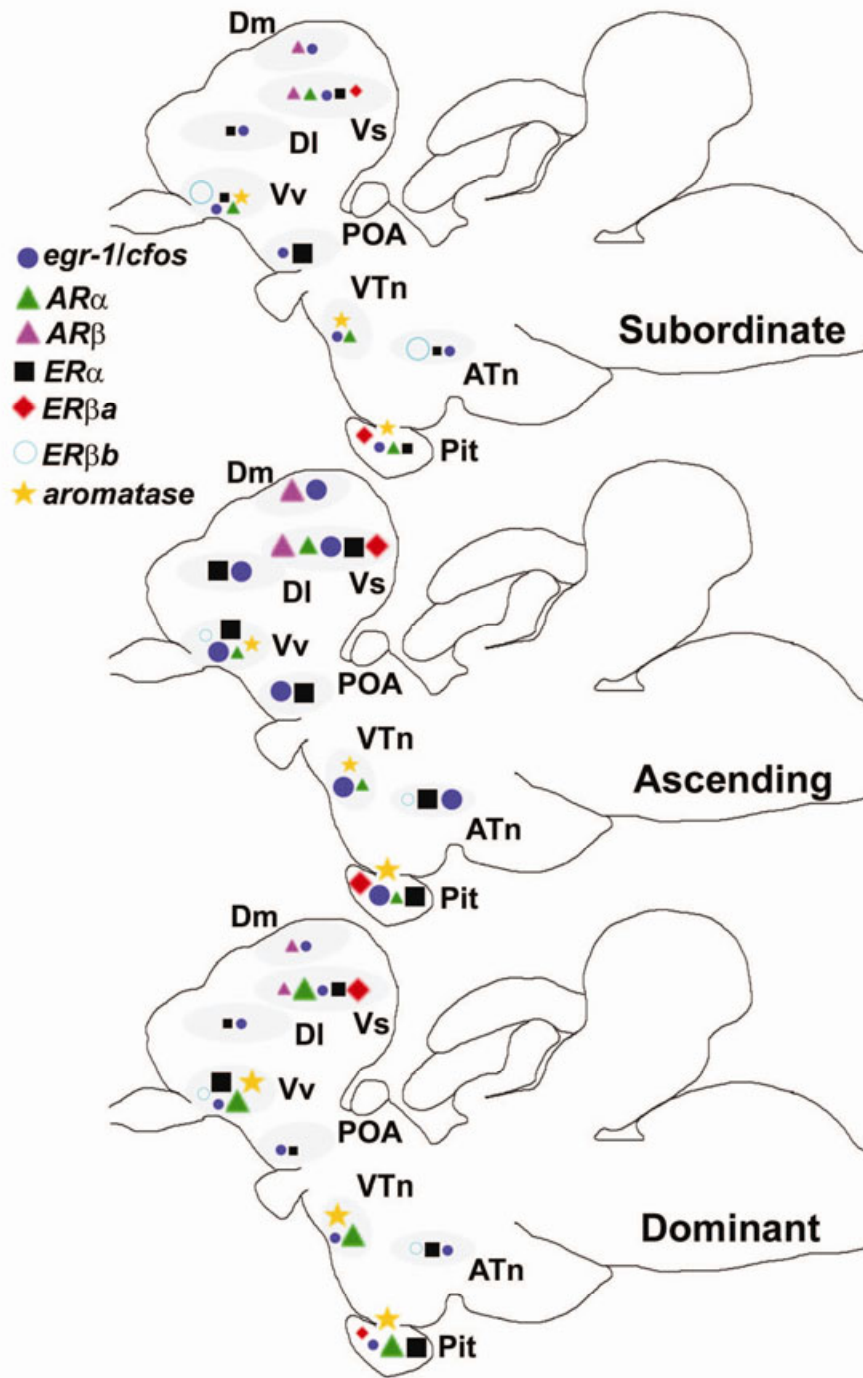 Dm
Vs
Dl
Vv
POA
egr-1/cfos
VTn
ARα
Subordinate
ARβ
ERα
ATn
ERβa
Pit
ERβb
Dm
aromatase
Vs
Dl
Vv
POA
VTn
Ascending
ATn
Pit
Dm
Vs
Dl
Vv
POA
VTn
Dominant
ATn
Pit